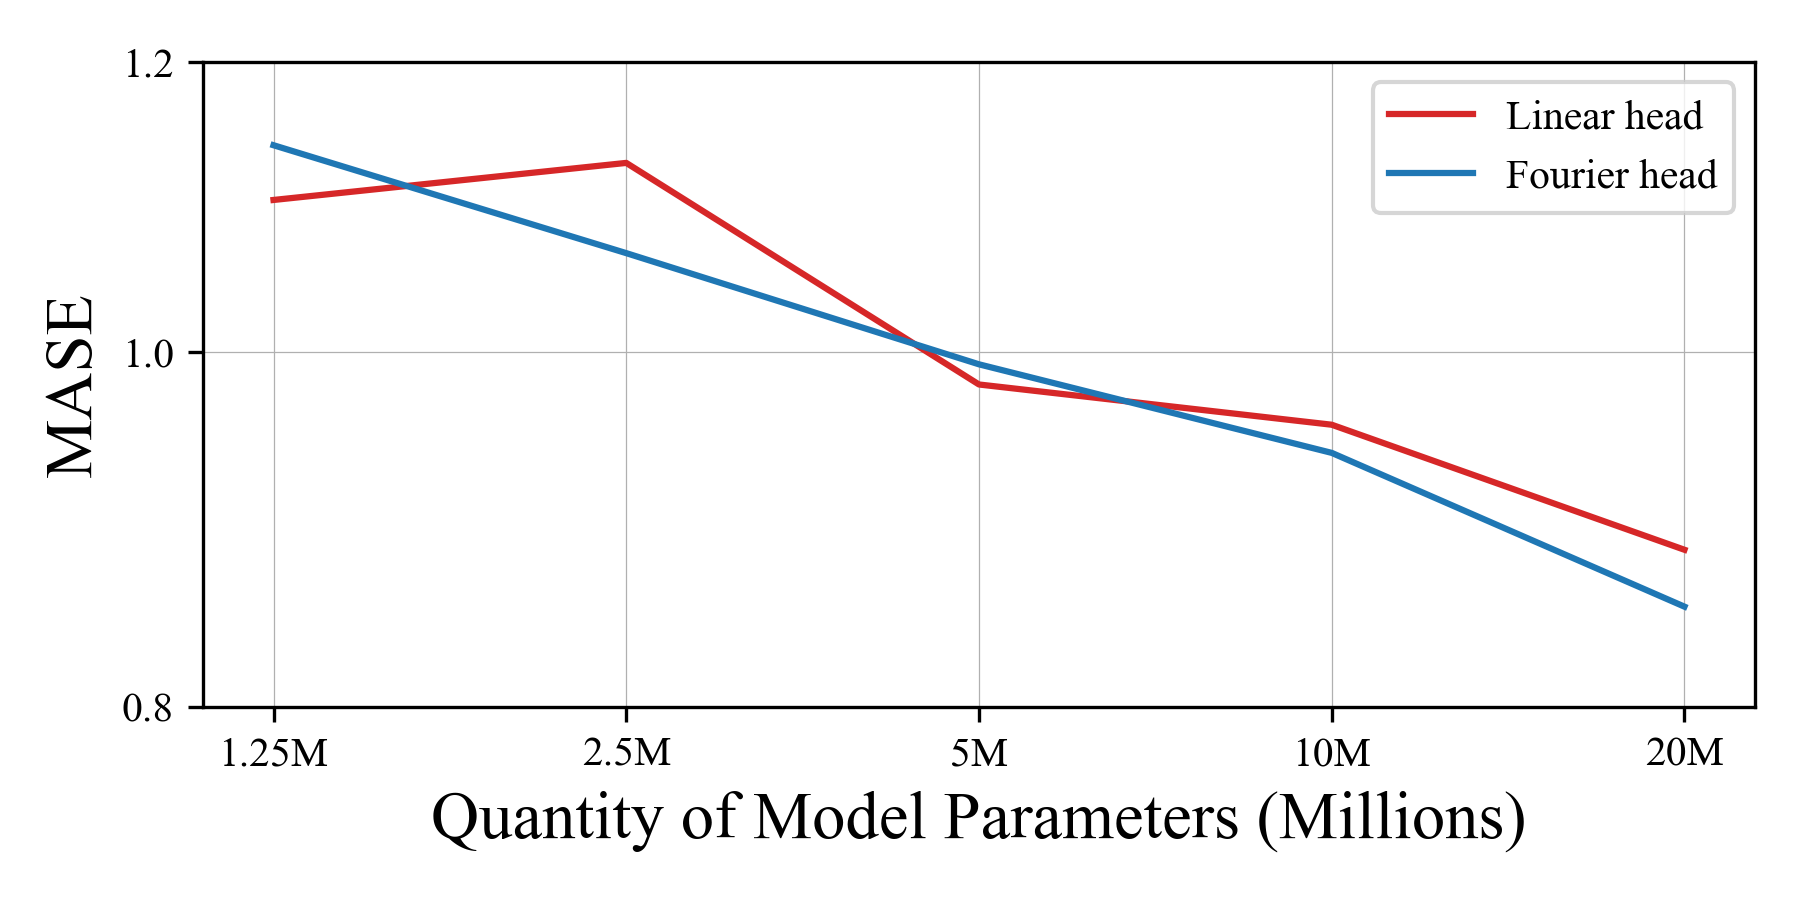 1.2
1.0
0.8
MASE
Linear head
Fourier head
1.25M 2.5M 5M 10M 20M
Quantity of Model Parameters (Millions)